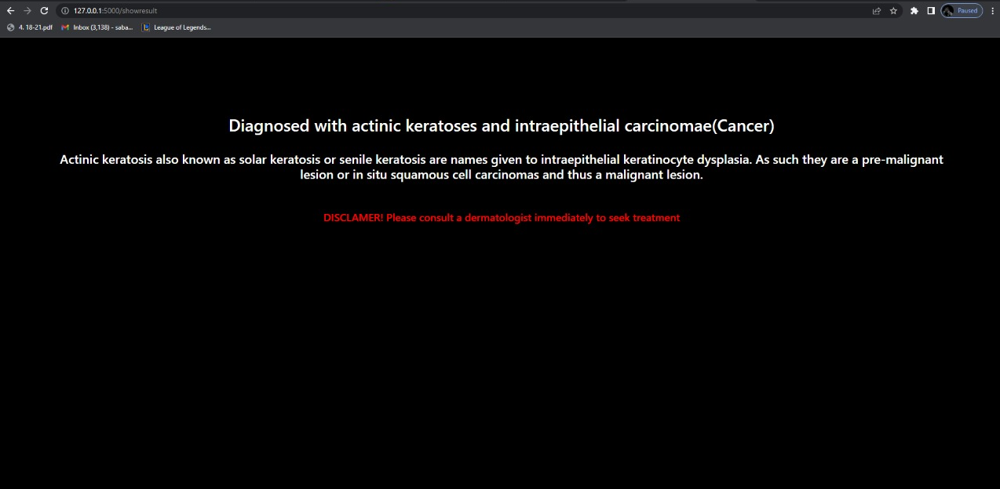 127.0.0.1:5000/showresult
Paused
4. 18-21.pdf
Inbox (3,138) - saba...
League of Legends...
Diagnosed with actinic keratoses and intraepithelial carcinomae(Cancer)
Actinic keratosis also known as solar keratosis or senile keratosis are names given to intraepithelial keratinocyte dysplasia. As such they are a pre-malignant
lesion or in situ squamous cell carcinomas and thus a malignant lesion.
DISCLAMER! Please consult a dermatologist immediately to seek treatment